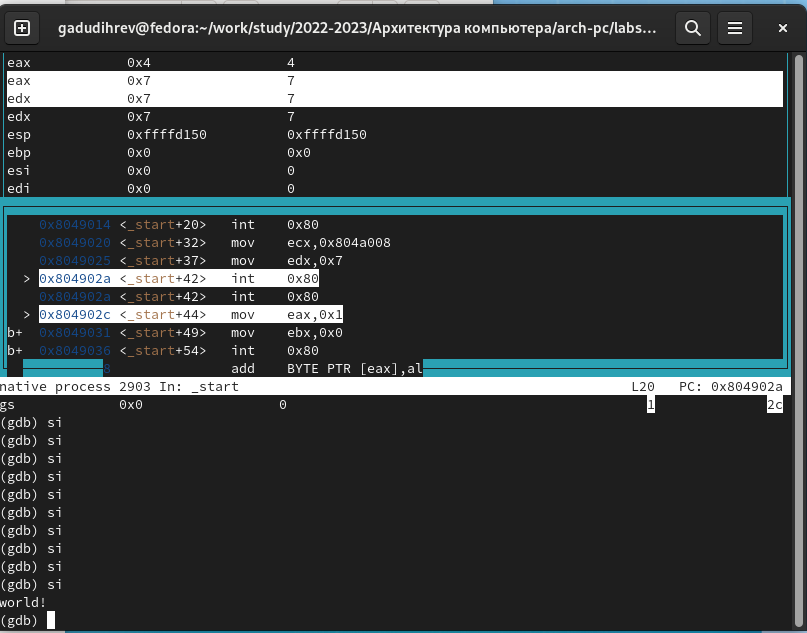 gadudihrev@fedora:~/work/study/2022-2023/Архитектура компьютера/arch-pc/labs...
eax 0x4 4
eax 0x7 7
edx 0x7 7
edx 0x7 7
esp 0xffffd150 0xffffd150
ebp 0x0 0x0
esi 0x0 0
edi 0x0 0
0x8049014 <_start+20> int 0x80
0x8049020 <_start+32> mov ecx,0x804a008
0x8049025 <_start+37> mov edx,0x7
> 0x804902a <_start+42> int 0x80
0x804902a <_start+42> int 0x80
> 0x804902c <_start+44> mov eax,0x1
b+ 0x8049031 <_start+49> mov ebx,0x0
b+ 0x8049036 <_start+54> int 0x80
8 add BYTE PTR [eax],al
native process 2903 In: _start L20 PC: 0x804902a
gs 0x0 0 1 2c
(gdb) si
(gdb) si
(gdb) si
(gdb) si
(gdb) si
(gdb) si
(gdb) si
(gdb) si
(gdb) si
(gdb) si
world!
(gdb)